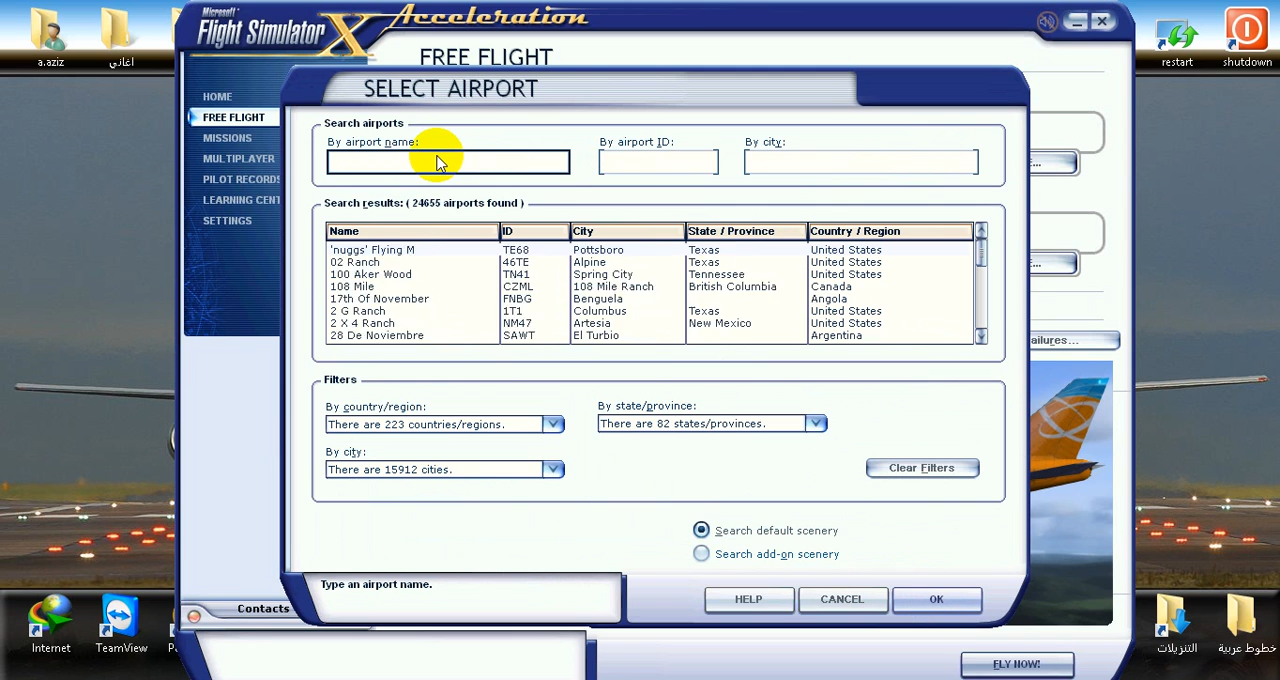 Microsoft
Flight Simulator X
Acceleration
a.aziz
اغاني
restart
shutdown
FREE FLIGHT
SELECT AIRPORT
HOME
FREE FLIGHT
MISSIONS
MULTIPLAYER
PILOT RECORDS
LEARNING CENT
SETTINGS
Search airports
By airport name:
By airport ID:
By city:
Search results: ( 24655 airports found )
Name ID City State / Province Country / Region
'nuggs' Flying M TE68 Pottsboro Texas United States
02 Ranch 46TE Alpine Texas United States
100 Aker Wood TN41 Spring City Tennessee United States
108 Mile CZML 108 Mile Ranch British Columbia Canada
17th Of November FNBG Benguela Angola
2 G Ranch 1T1 Columbus Texas United States
2 X 4 Ranch NM47 Artesia New Mexico United States
28 De Noviembre SAWT El Turbio Argentina
Filters
By country/region:
There are 223 countries/regions.
By state/province:
There are 82 states/provinces.
By city:
There are 15912 cities.
Clear Filters
ailures...
Search default scenery
Search add-on scenery
Type an airport name.
HELP
CANCEL
OK
Contacts
FLY NOW!
Internet
TeamView
التنزيلات
خطوط عربية